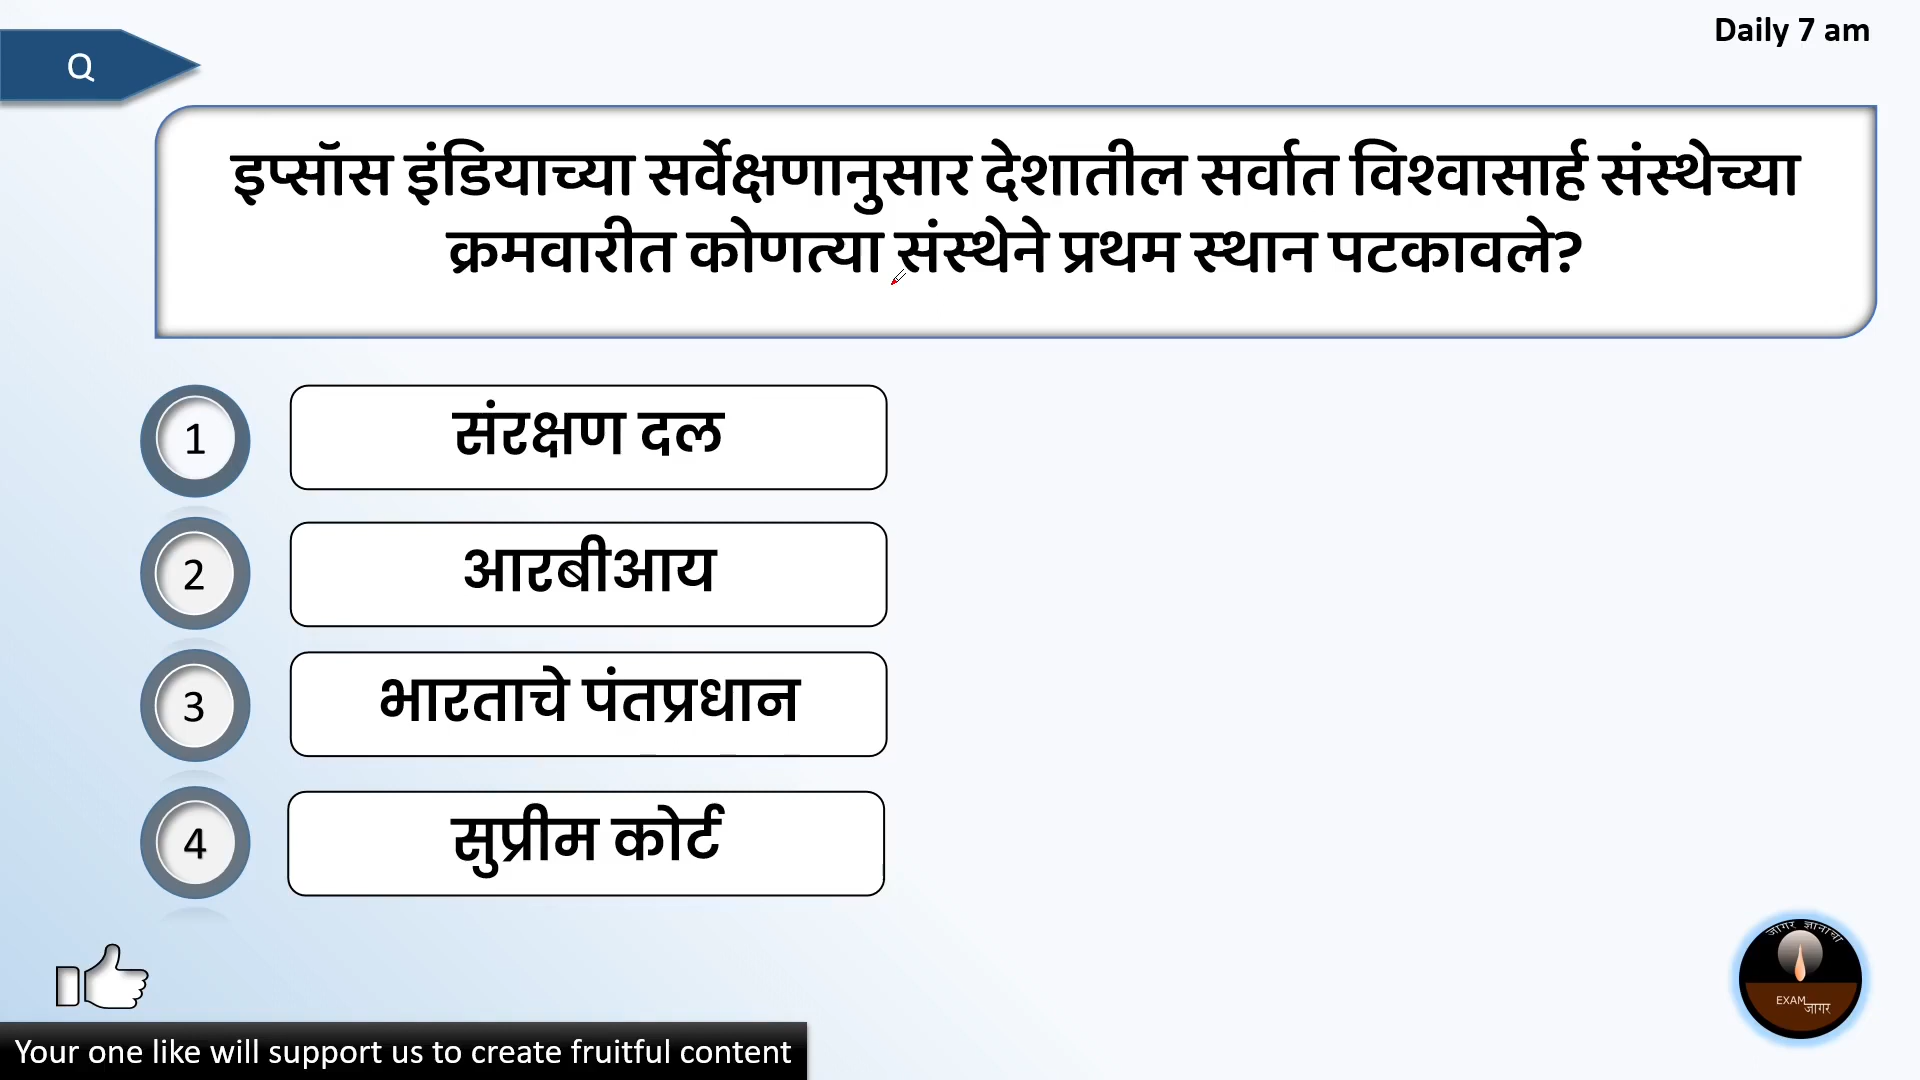 Daily 7 am
Q
इप्सॉस इंडियाच्या सर्वेक्षणानुसार देशातील सर्वात विश्वासार्ह संस्थेच्या
क्रमवारीत कोणत्या संस्थेने प्रथम स्थान पटकावले?
1
संरक्षण दल
2
आरबीआय
3
भारताचे पंतप्रधान
4
सुप्रीम कोर्ट
जागर ज्ञानाचा
EXAM
जागर
Your one like will support us to create fruitful content